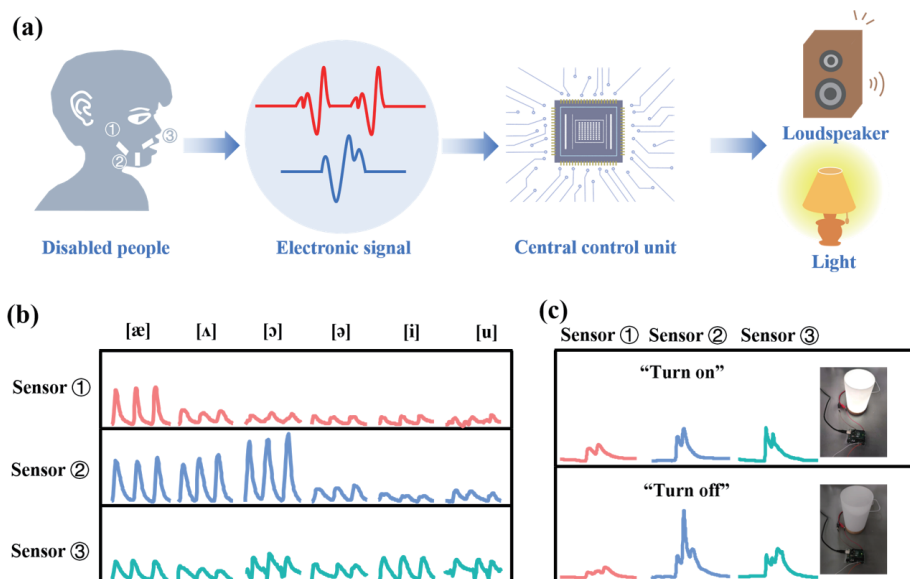 (a)
①
②
③
Disabled people
Electronic signal
Central control unit
Loudspeaker
Light
(b)
[æ] [ʌ] [ɔ] [ə] [i] [u]
Sensor ①
Sensor ②
Sensor ③
(c)
Sensor ① Sensor ② Sensor ③
“Turn on”
“Turn off”